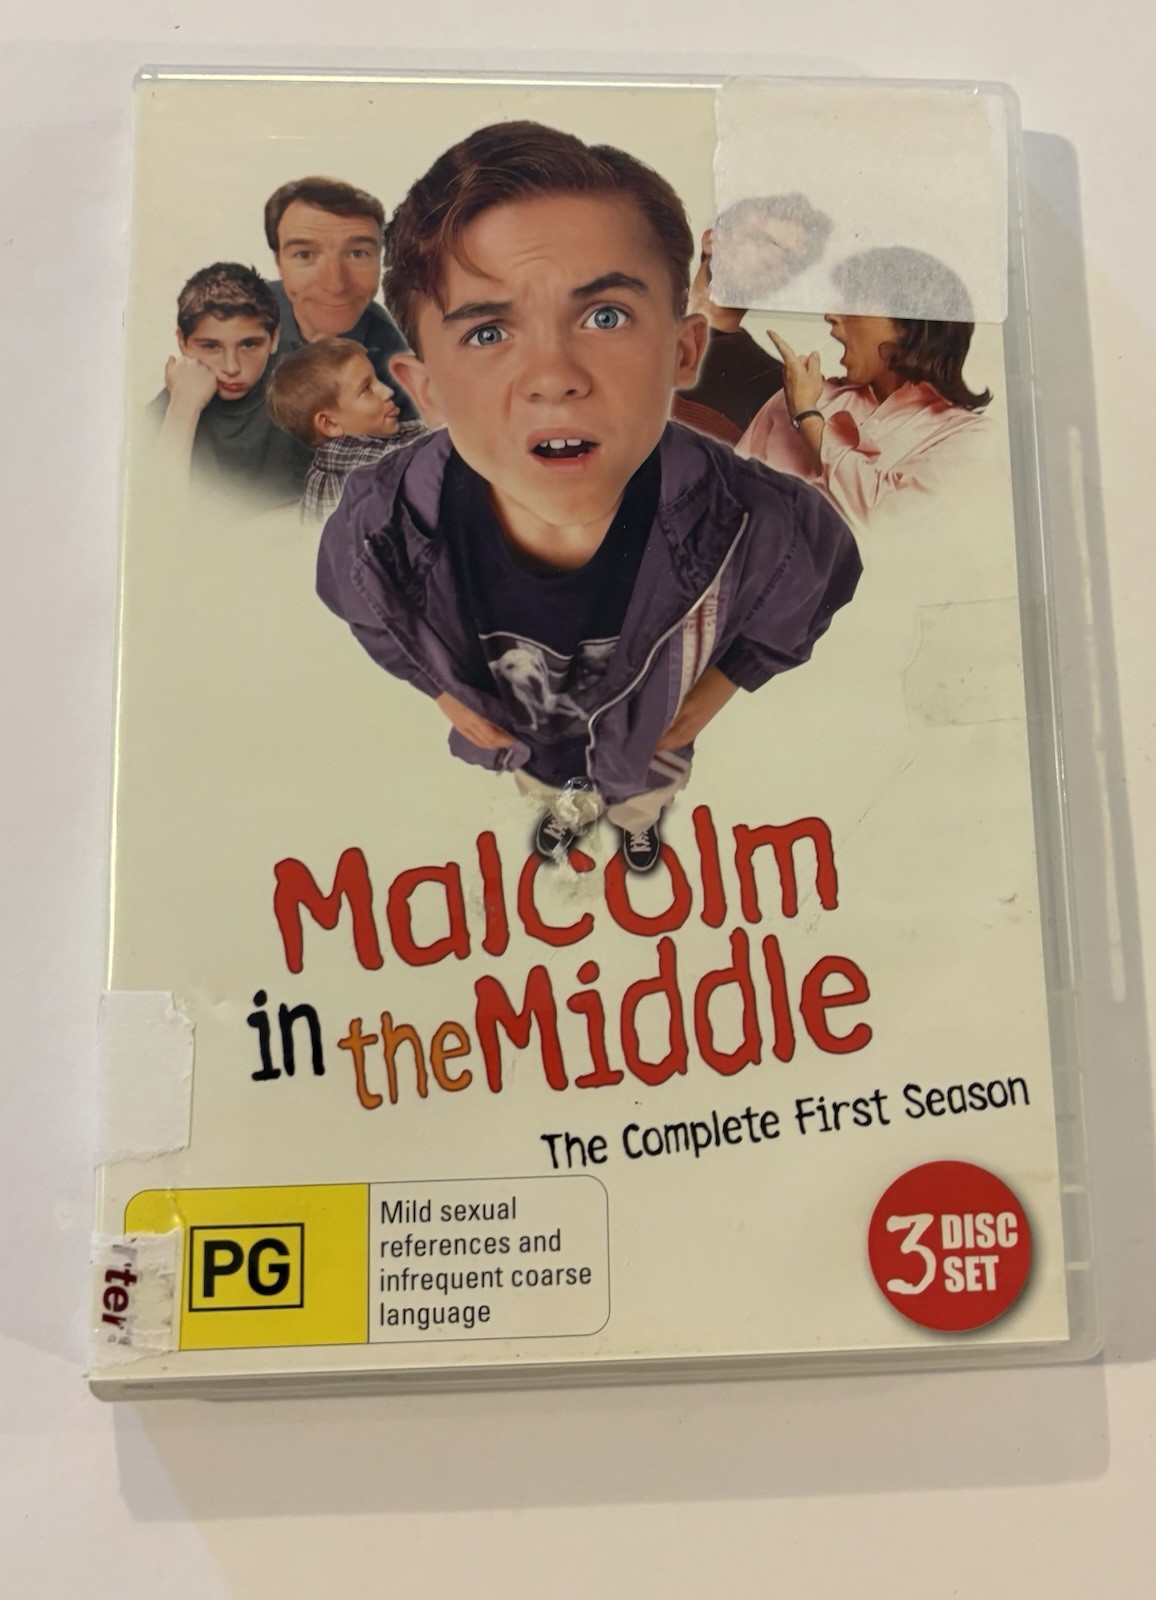 Malcolm
in the Middle
The Complete First Season
PG
Mild sexual
references and
infrequent coarse
language
3 DISC
SET